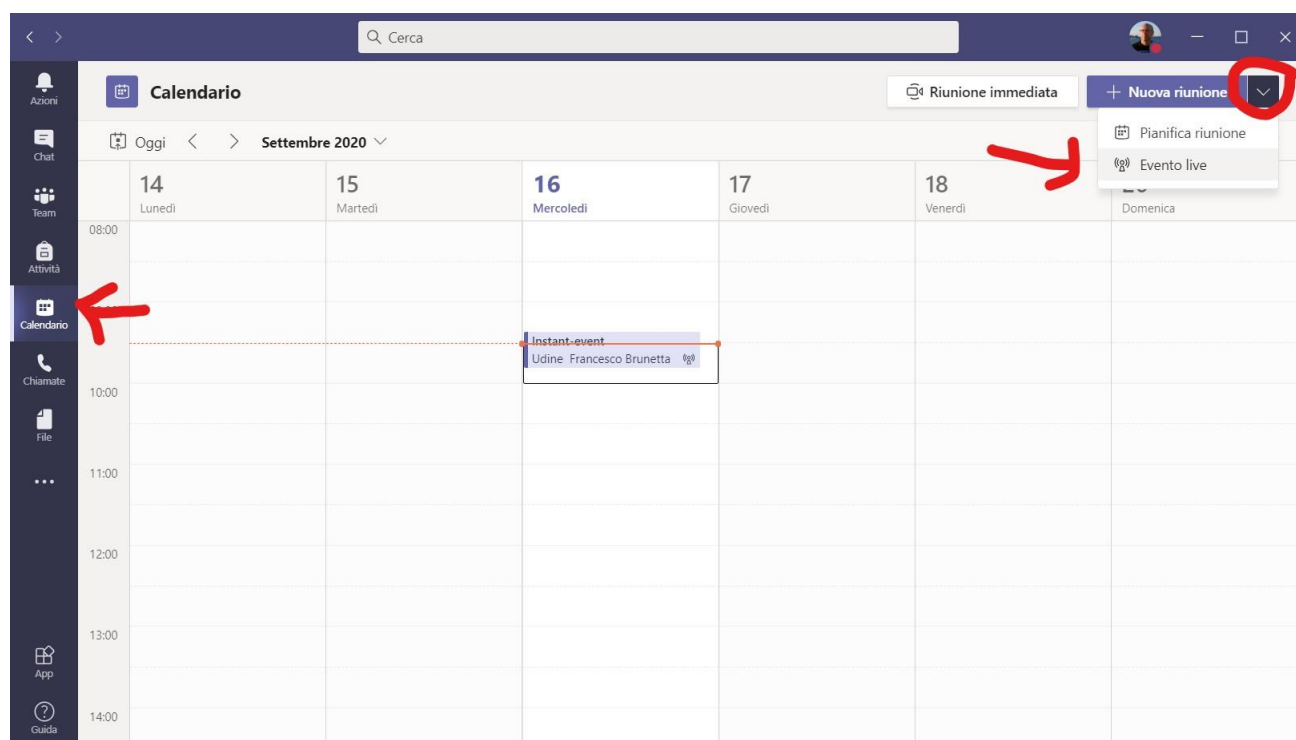 Cerca
Azioni
Chat
Team
Attività
Calendario
Chiamate
File
App
Guida
Calendario
Riunione immediata
+ Nuova riunione
Pianifica riunione
Evento live
Oggi
Settembre 2020
14
Lunedì
15
Martedì
16
Mercoledì
17
Giovedì
18
Venerdì
Domenica
08:00
Instant-event
Udine Francesco Brunetta
10:00
11:00
12:00
13:00
14:00